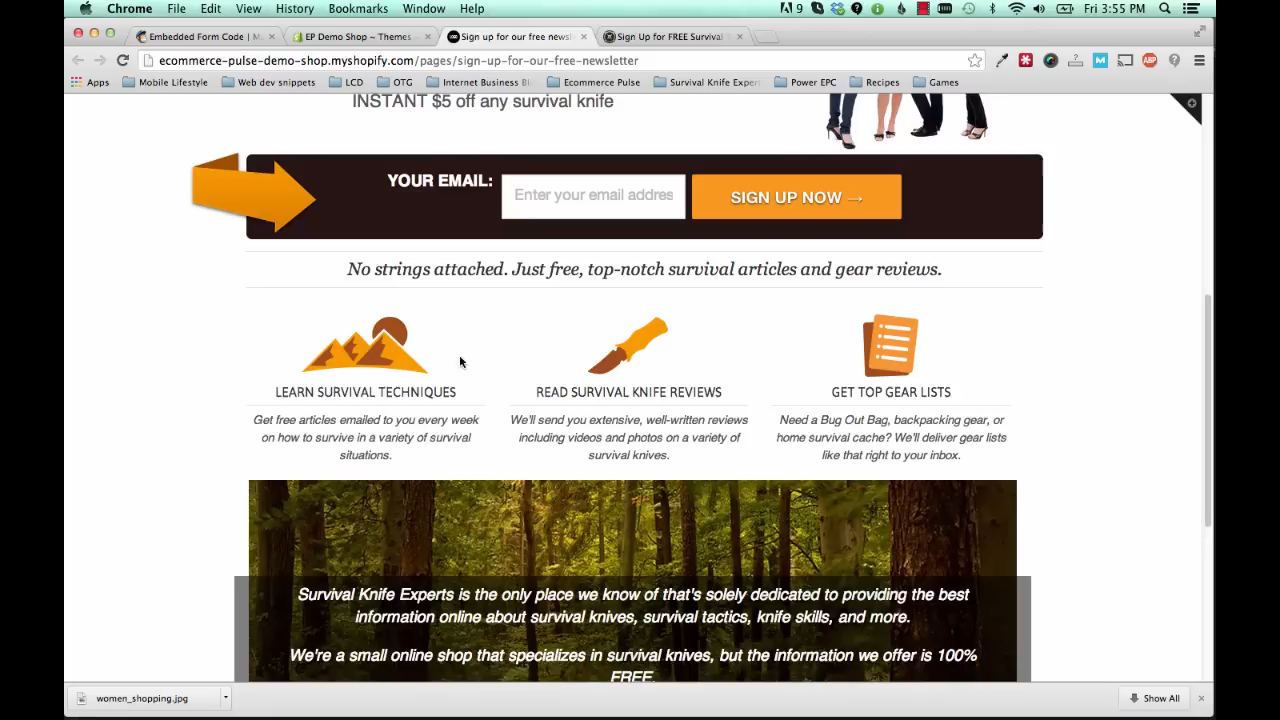 Chrome File Edit View History Bookmarks Window Help 9 Fri 3:55 PM
Embedded Form Code | M × EP Demo Shop ~ Themes × Sign up for our free newsl × Sign Up for FREE Survival ×
ecommerce-pulse-demo-shop.myshopify.com/pages/sign-up-for-our-free-newsletter
Apps Mobile Lifestyle Web dev snippets LCD OTG Internet Business Bl Ecommerce Pulse Survival Knife Exper Power EPC Recipes Games
INSTANT $5 off any survival knife
YOUR EMAIL: Enter your email addres SIGN UP NOW →
No strings attached. Just free, top-notch survival articles and gear reviews.
LEARN SURVIVAL TECHNIQUES
Get free articles emailed to you every week
on how to survive in a variety of survival
situations.
READ SURVIVAL KNIFE REVIEWS
We'll send you extensive, well-written reviews
including videos and photos on a variety of
survival knives.
GET TOP GEAR LISTS
Need a Bug Out Bag, backpacking gear, or
home survival cache? We'll deliver gear lists
like that right to your inbox.
Survival Knife Experts is the only place we know of that's solely dedicated to providing the best
information online about survival knives, survival tactics, knife skills, and more.
We're a small online shop that specializes in survival knives, but the information we offer is 100%
FREE.
women_shopping.jpg Show All